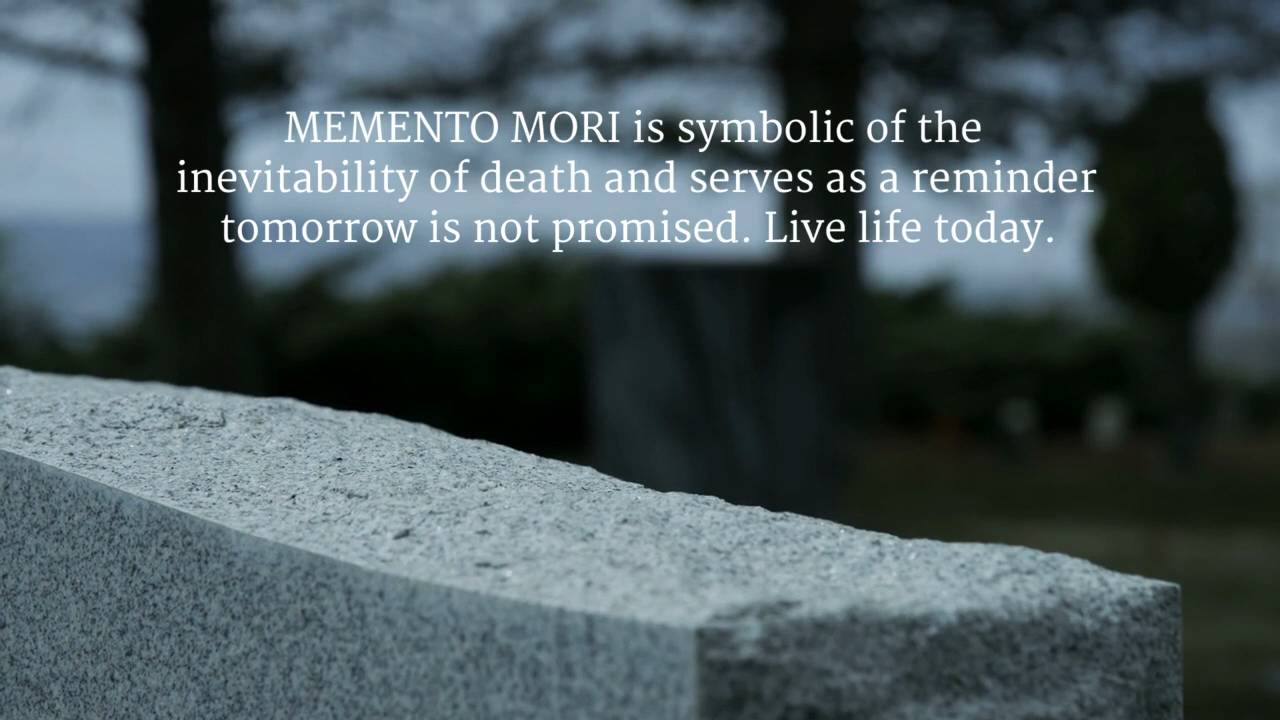 MEMENTO MORI is symbolic of the
inevitability of death and serves as a reminder
tomorrow is not promised. Live life today.